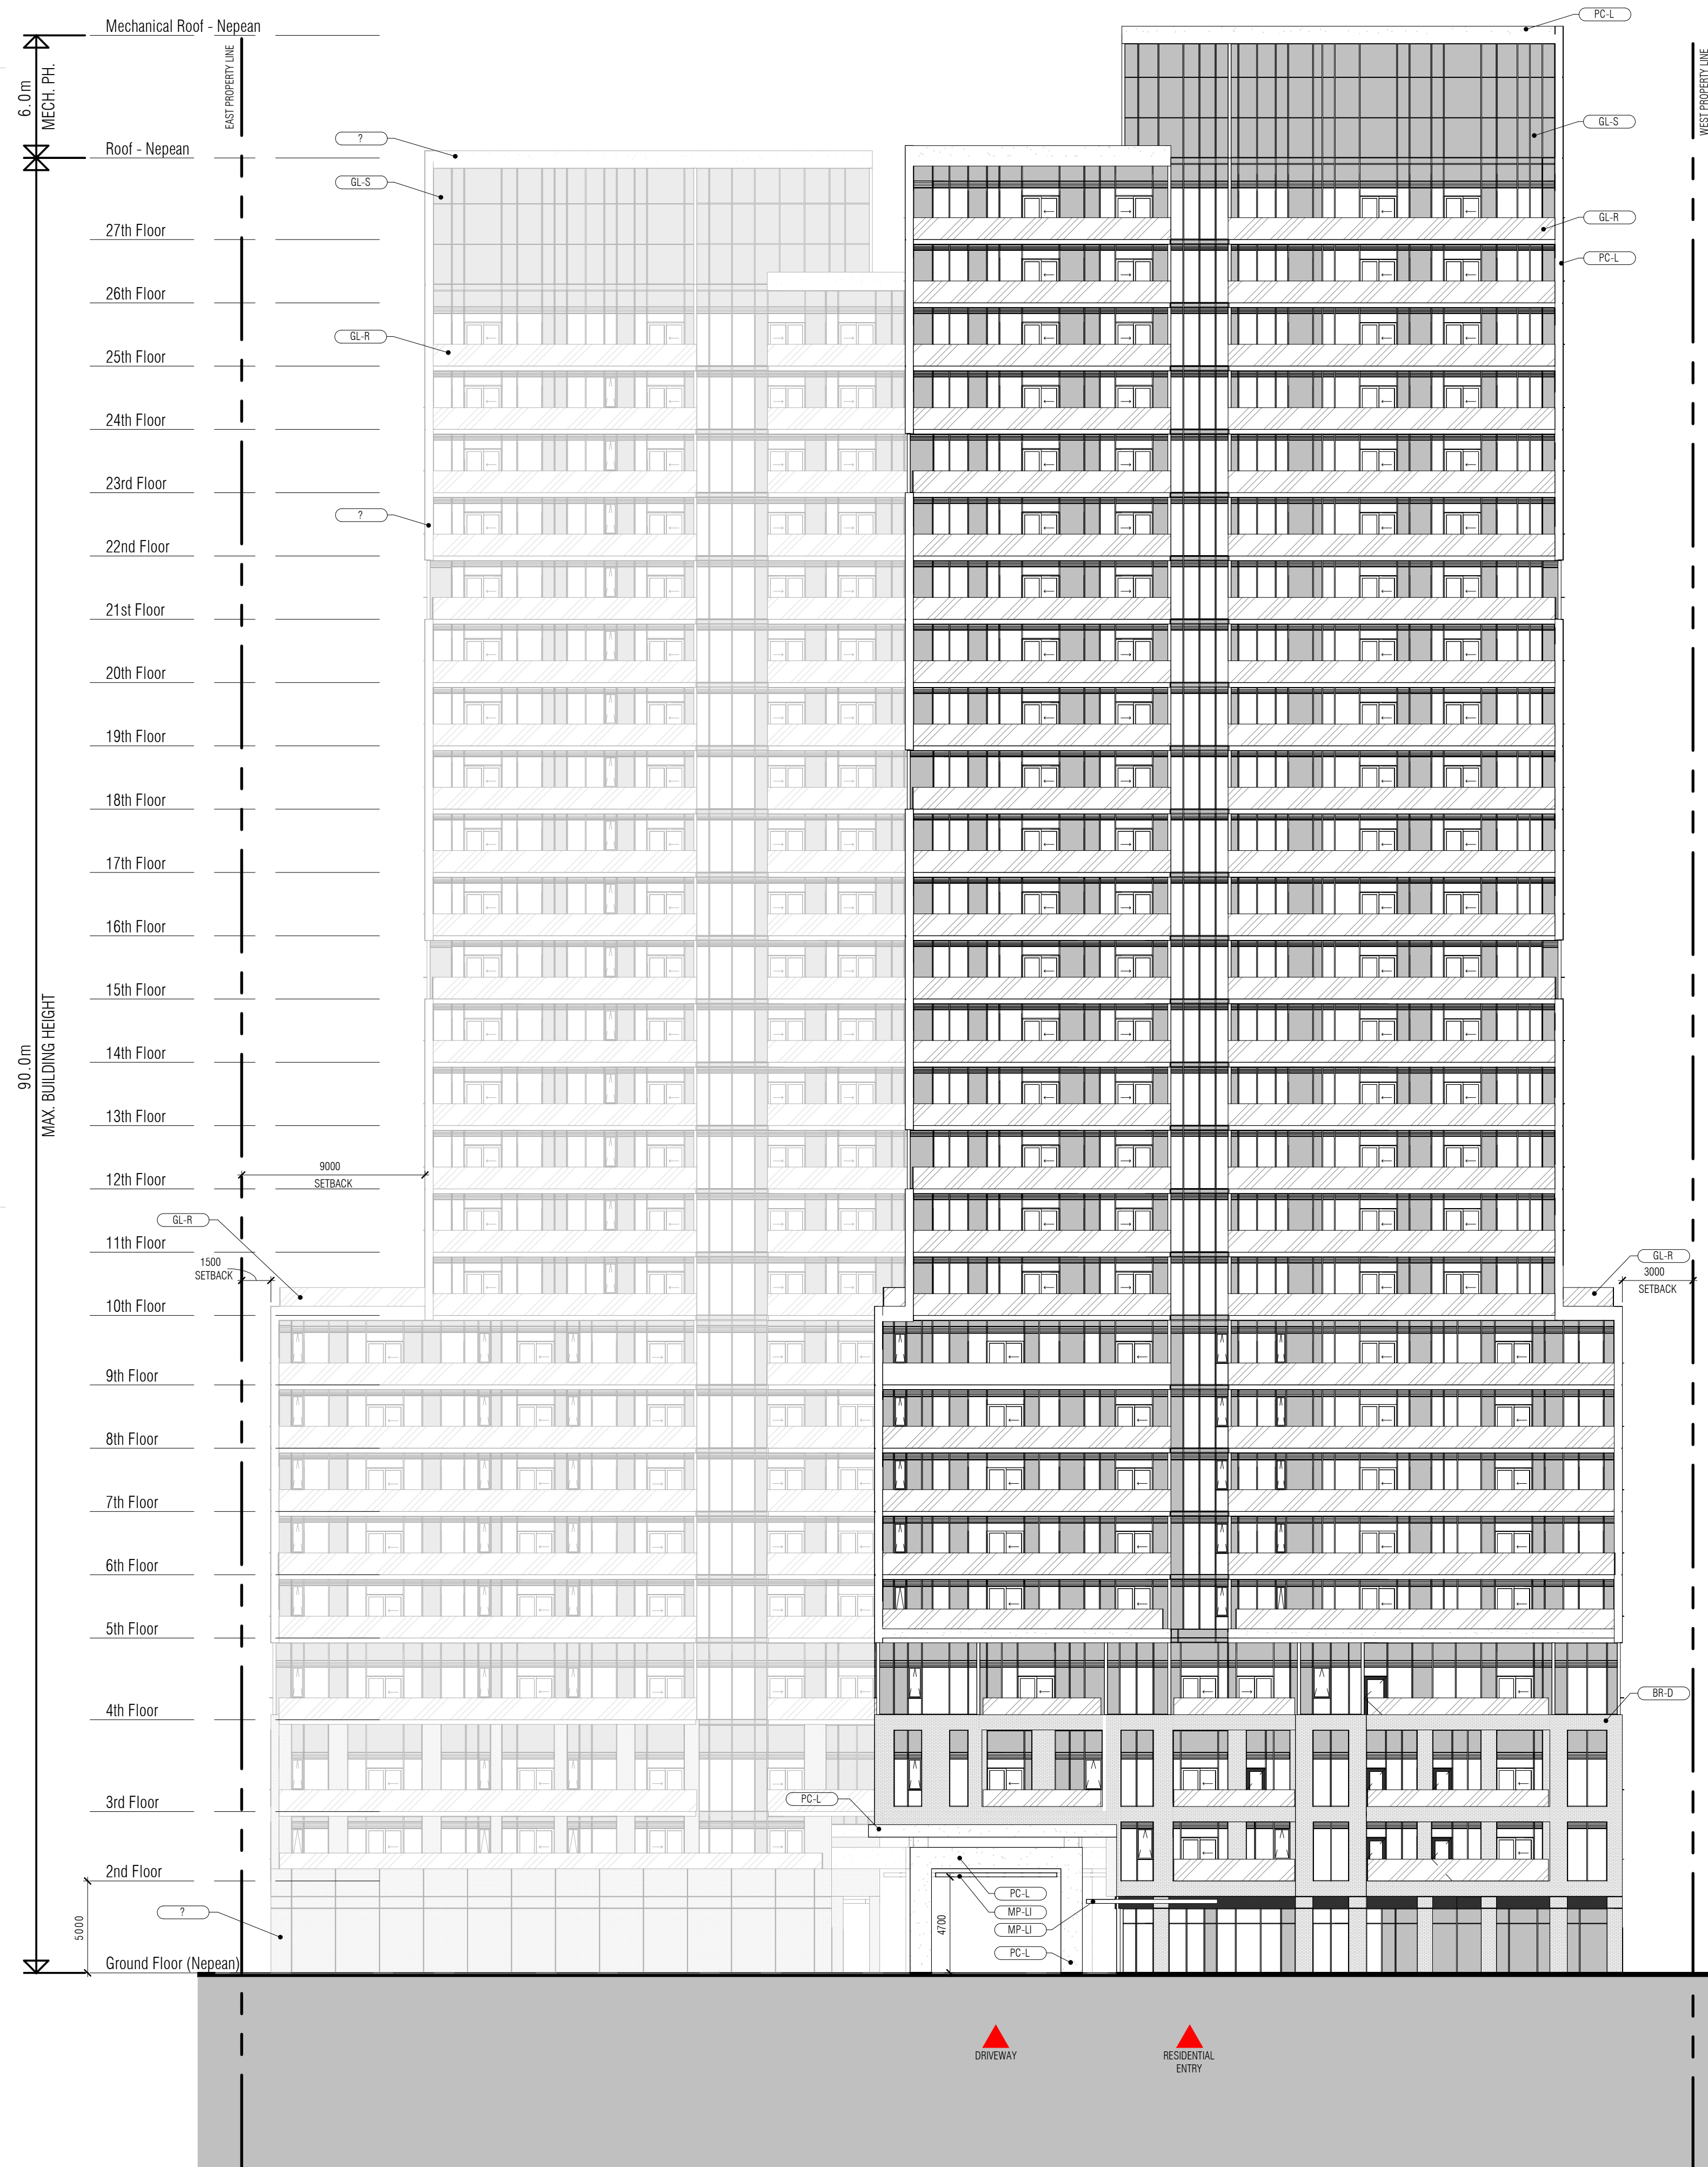 Mechanical Roof - Nepean
PC-L
EAST PROPERTY LINE
WEST PROPERTY LINE
6.0m
MECH. PH.
GL-S
?
Roof - Nepean
GL-S
GL-R
27th Floor
PC-L
26th Floor
GL-R
25th Floor
24th Floor
23rd Floor
?
22nd Floor
21st Floor
20th Floor
19th Floor
18th Floor
17th Floor
16th Floor
15th Floor
14th Floor
90.0m
MAX. BUILDING HEIGHT
13th Floor
9000
SETBACK
12th Floor
GL-R
11th Floor
1500
SETBACK
GL-R
3000
SETBACK
10th Floor
9th Floor
8th Floor
7th Floor
6th Floor
5th Floor
BR-D
4th Floor
PC-L
3rd Floor
2nd Floor
PC-L
MP-LI
MP-LI
PC-L
?
5000
4700
Ground Floor (Nepean)
DRIVEWAY
RESIDENTIAL
ENTRY